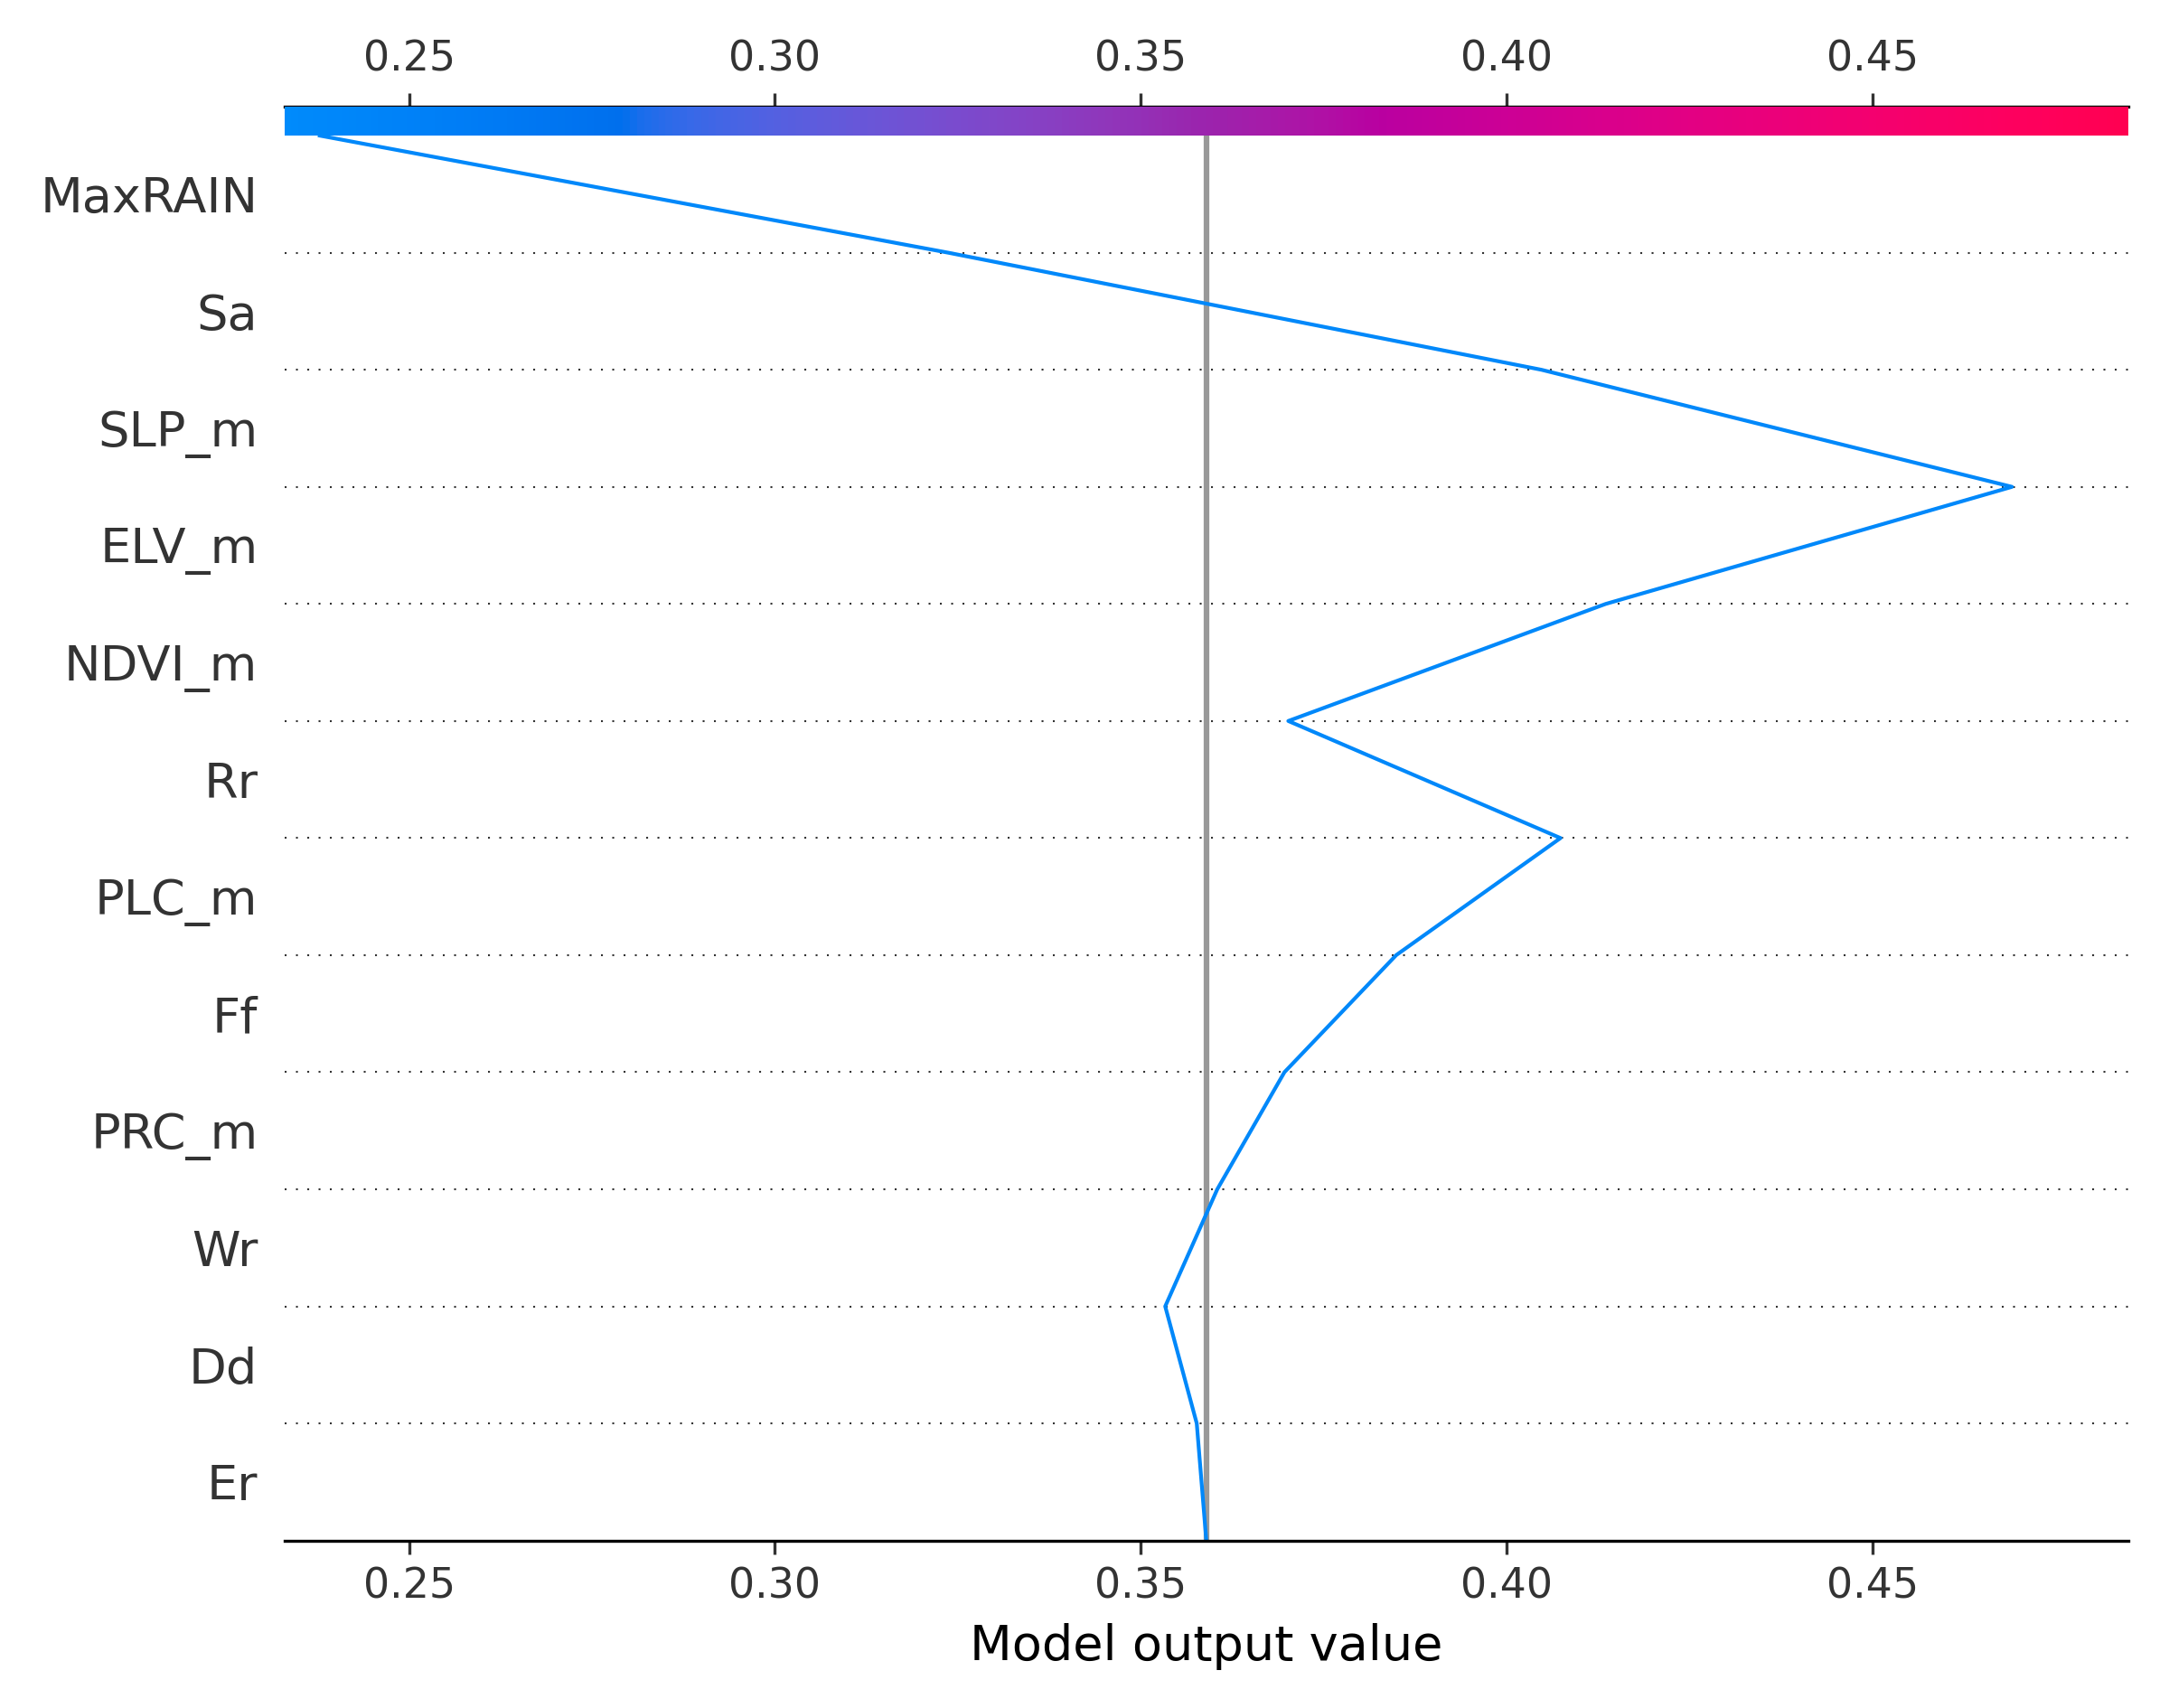 0.25 0.30 0.35 0.40 0.45
MaxRAIN
Sa
SLP_m
ELV_m
NDVI_m
Rr
PLC_m
Ff
PRC_m
Wr
Dd
Er
0.25 0.30 0.35 0.40 0.45
Model output value